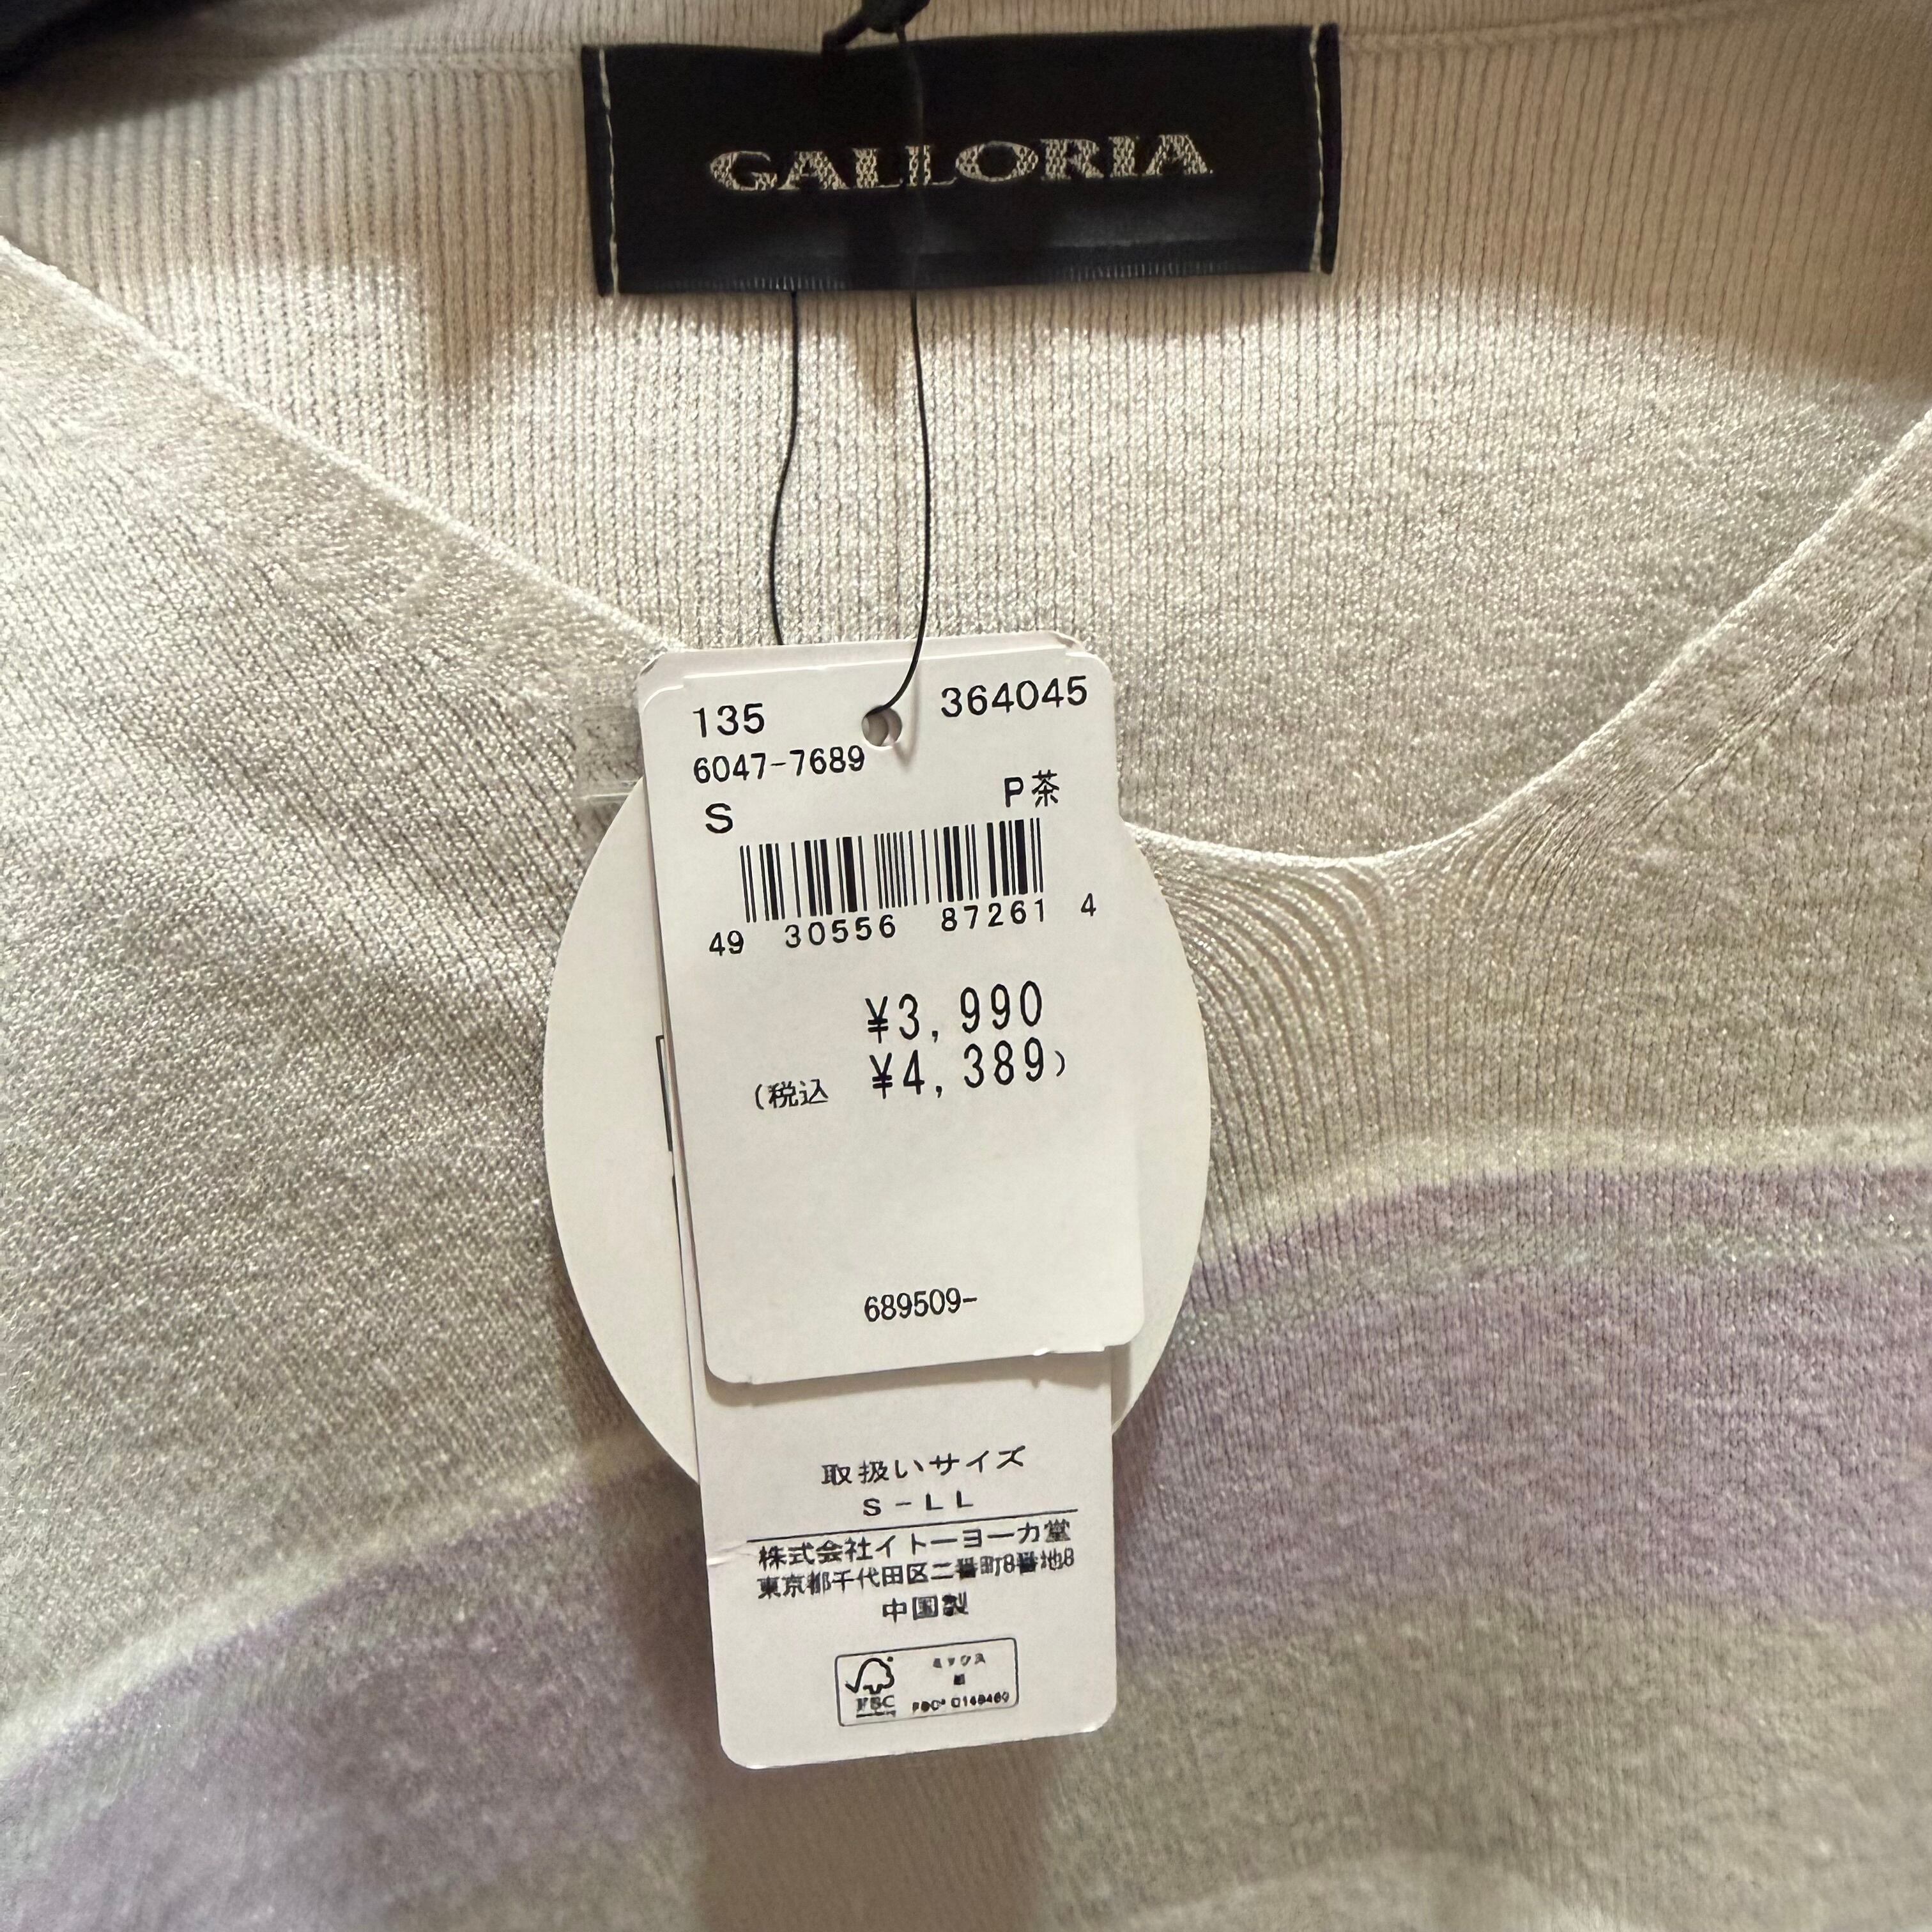 GALLORIA
135 364045
6047-7689
S P茶
49 30556 87261 4
¥3,990
(税込 ¥4,389)
689509-
取扱いサイズ
S-LL
株式会社イトーヨーカ堂
東京都千代田区二番町8番地8
中国製
ミックス
FSC